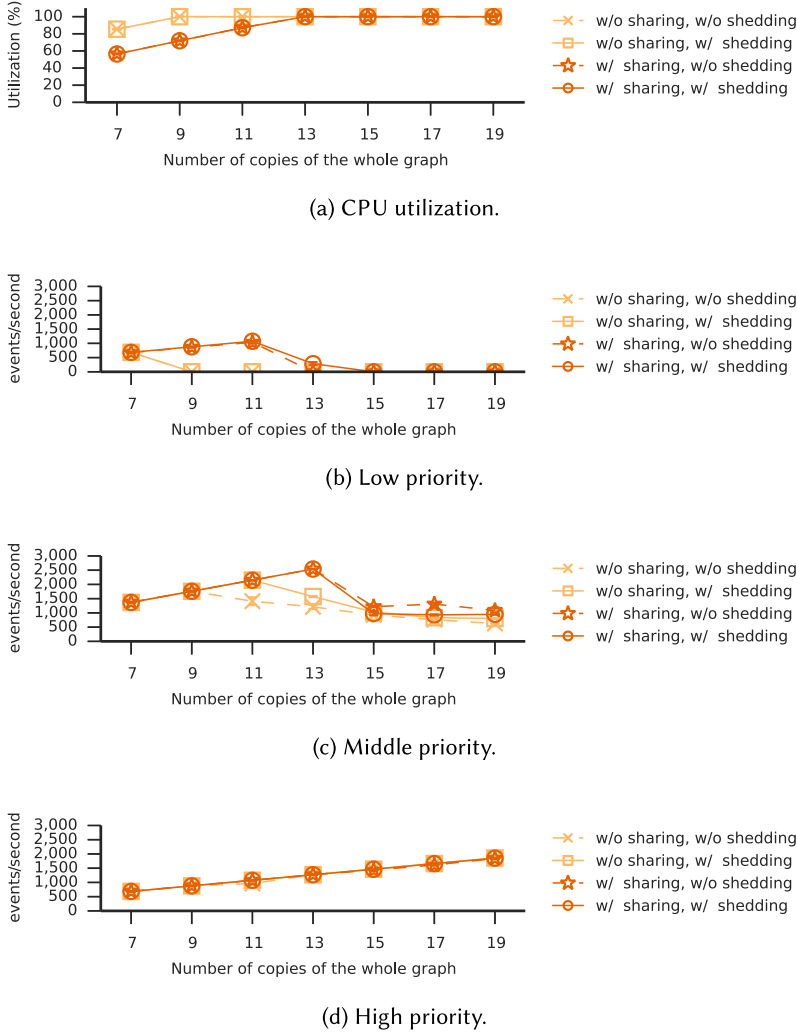 Utilization (%)
100
80
60
40
20
0
7 9 11 13 15 17 19
Number of copies of the whole graph
w/o sharing, w/o shedding
w/o sharing, w/ shedding
w/ sharing, w/o shedding
w/ sharing, w/ shedding
(a) CPU utilization.
events/second
3,000
2,500
2,000
1,500
1,000
500
0
7 9 11 13 15 17 19
Number of copies of the whole graph
w/o sharing, w/o shedding
w/o sharing, w/ shedding
w/ sharing, w/o shedding
w/ sharing, w/ shedding
(b) Low priority.
events/second
3,000
2,500
2,000
1,500
1,000
500
0
7 9 11 13 15 17 19
Number of copies of the whole graph
w/o sharing, w/o shedding
w/o sharing, w/ shedding
w/ sharing, w/o shedding
w/ sharing, w/ shedding
(c) Middle priority.
events/second
3,000
2,500
2,000
1,500
1,000
500
0
7 9 11 13 15 17 19
Number of copies of the whole graph
w/o sharing, w/o shedding
w/o sharing, w/ shedding
w/ sharing, w/o shedding
w/ sharing, w/ shedding
(d) High priority.